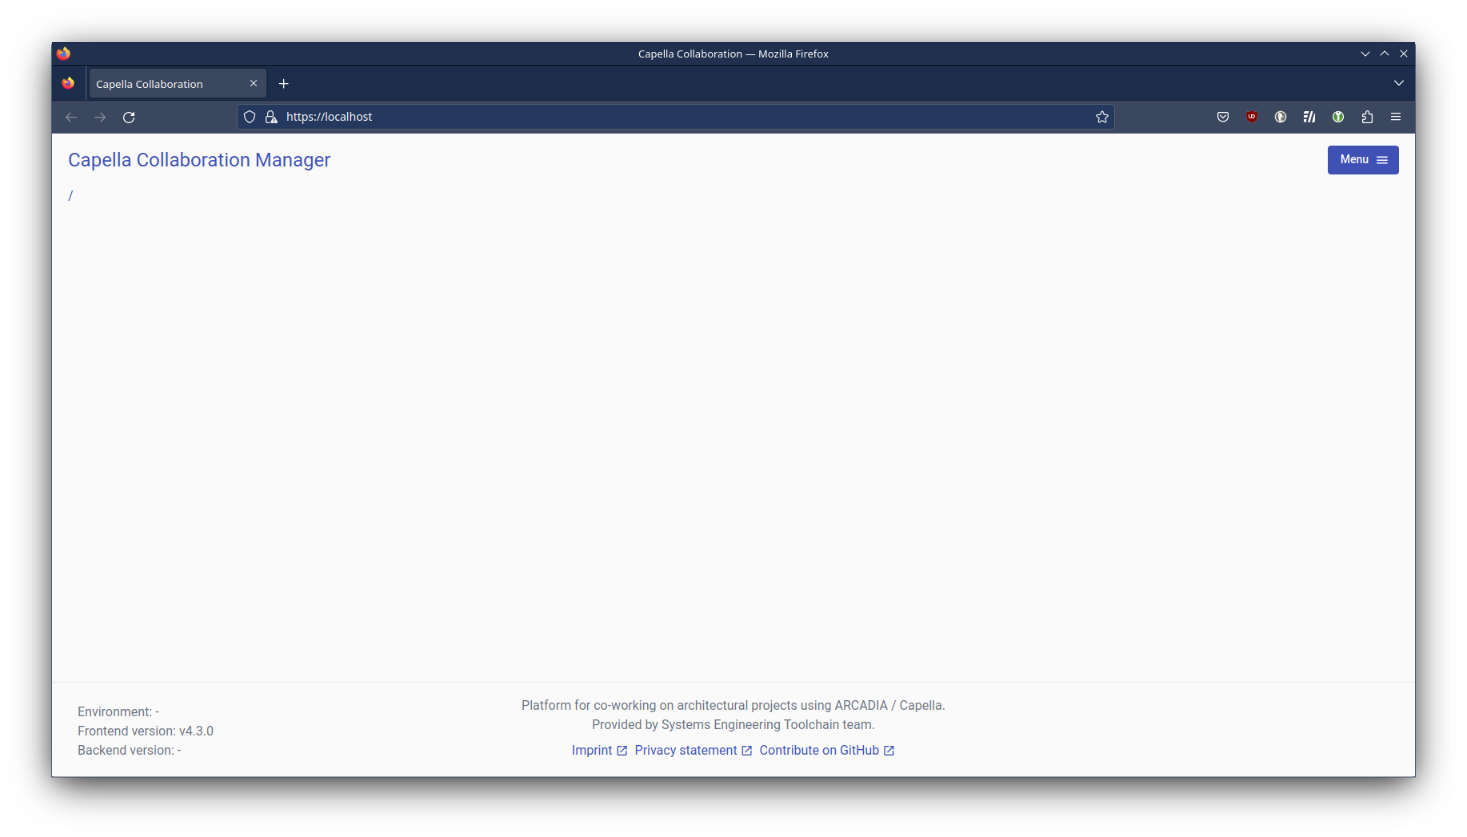 Capella Collaboration — Mozilla Firefox
Capella Collaboration
https://localhost
Capella Collaboration Manager
Menu
/
Environment: -
Frontend version: v4.3.0
Backend version: -
Platform for co-working on architectural projects using ARCADIA / Capella.
Provided by Systems Engineering Toolchain team.
Imprint Privacy statement Contribute on GitHub